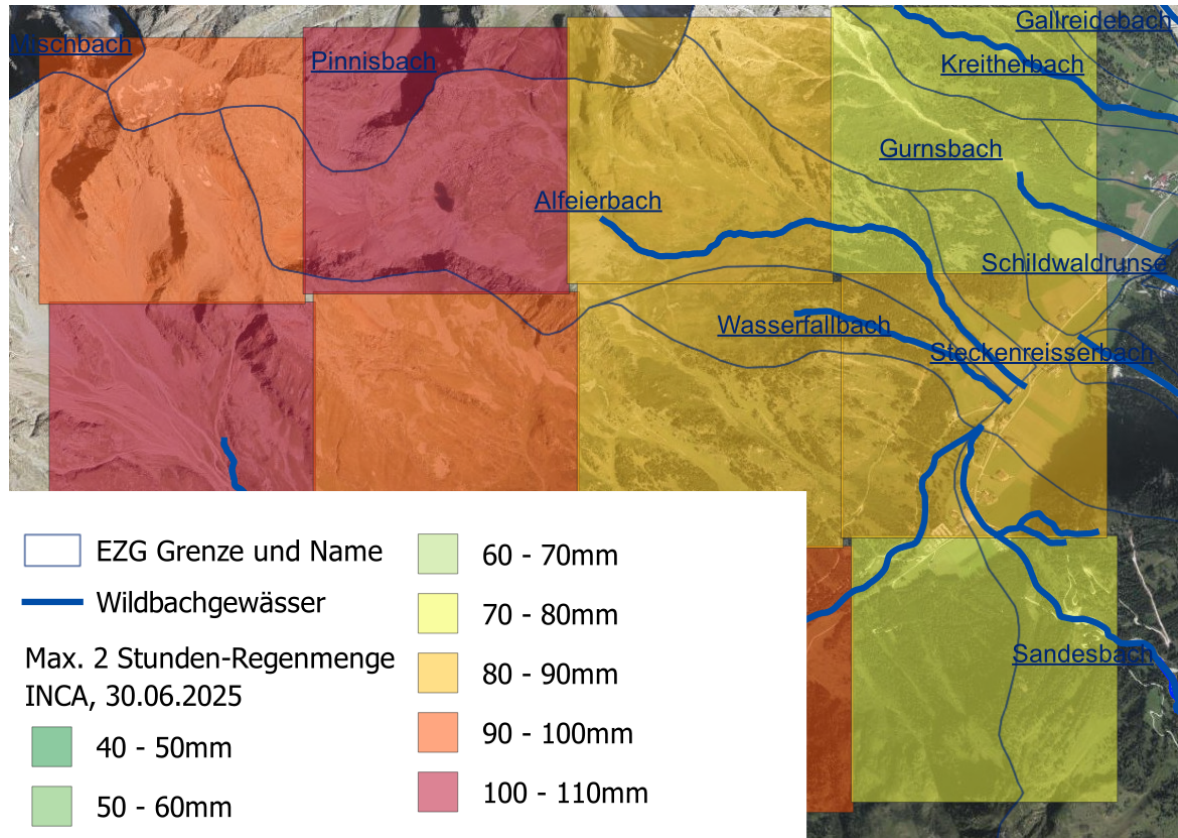 Gallreidebach
Mischbach
Pinnisbach
Kreitherbach
Gurnsbach
Alfeierbach
Schildwaldrunse
Wasserfallbach
Steckenreisserbach
Sandesbach
EZG Grenze und Name
Wildbachgewässer
Max. 2 Stunden-Regenmenge
INCA, 30.06.2025
40 - 50mm
50 - 60mm
60 - 70mm
70 - 80mm
80 - 90mm
90 - 100mm
100 - 110mm